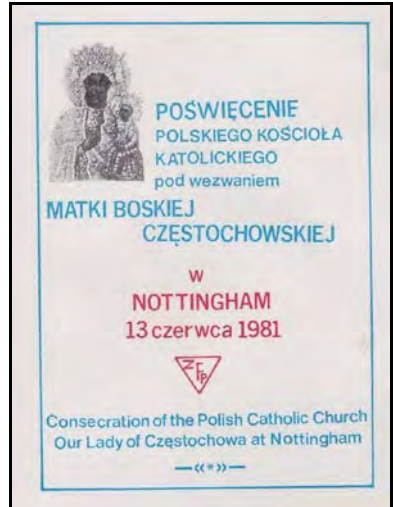 POŚWIĘCENIE
POLSKIEGO KOŚCIOŁA
KATOLICKIEGO
pod wezwaniem
MATKI BOSKIEJ
CZĘSTOCHOWSKIEJ
w
NOTTINGHAM
13 czerwca 1981
Consecration of the Polish Catholic Church
Our Lady of Częstochowa at Nottingham
—«*»—